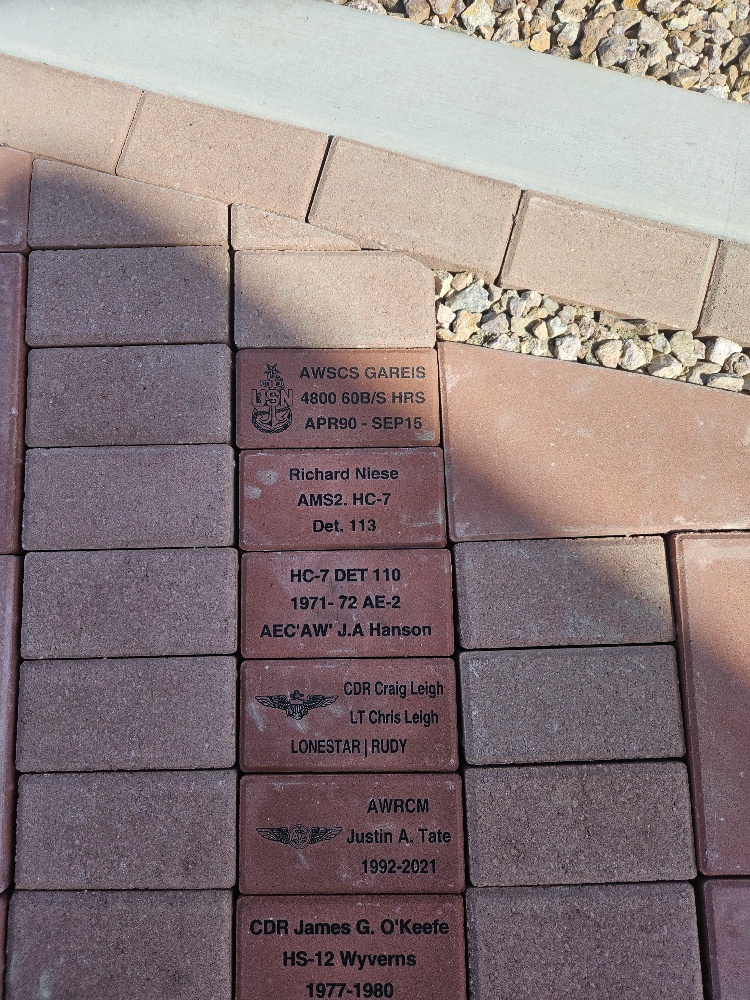 AWSCS GAREIS
USN
4800 60B/S HRS
APR90 - SEP15
Richard Niese
AMS2. HC-7
Det. 113
HC-7 DET 110
1971- 72 AE-2
AEC'AW' J.A Hanson
CDR Craig Leigh
LT Chris Leigh
LONESTAR | RUDY
AWRCM
Justin A. Tate
1992-2021
CDR James G. O'Keefe
HS-12 Wyverns
1977-1980